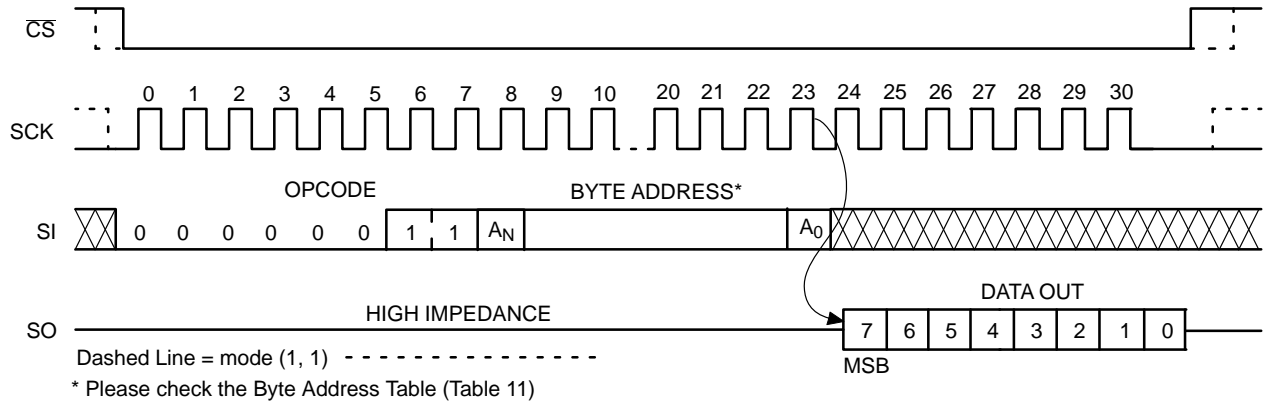 CS
0 1 2 3 4 5 6 7 8 9 10 20 21 22 23 24 25 26 27 28 29 30
SCK
OPCODE BYTE ADDRESS*
SI 0 0 0 0 0 0 1 1 AN A0
HIGH IMPEDANCE DATA OUT
SO 7 6 5 4 3 2 1 0
Dashed Line = mode (1, 1) - - - - - - - - - - - - - - - -
MSB
* Please check the Byte Address Table (Table 11)